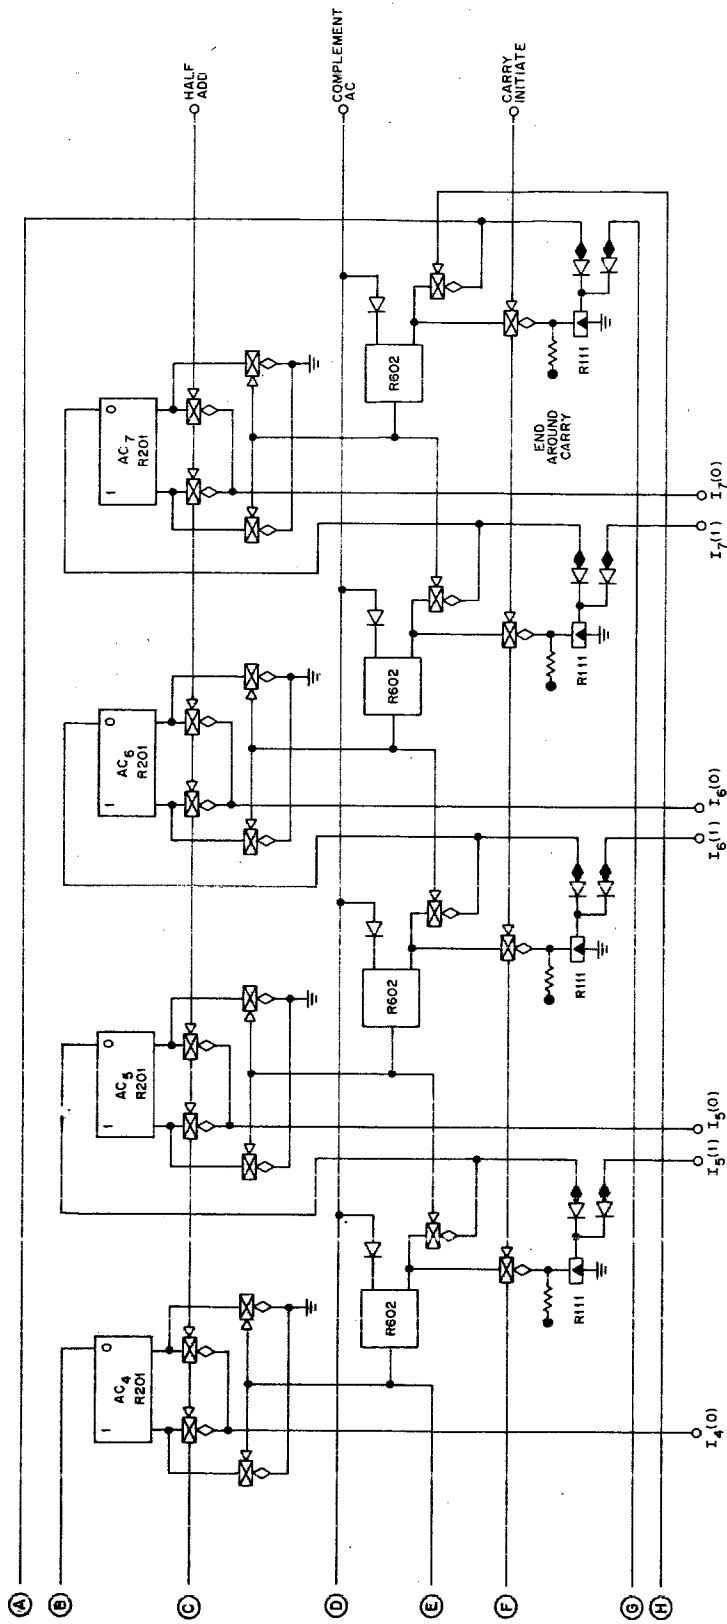 HALF
ADD
COMPLEMENT
AC
CARRY
INITIATE
A
B
C
D
E
F
G
H
1
0
AC4
R201
1
0
AC5
R201
1
0
AC6
R201
1
0
AC7
R201
R602
R602
R602
R602
END
AROUND
CARRY
R111
R111
R111
R111
I4(0)
I5(1)
I5(0)
I6(1)
I6(0)
I7(1)
I7(0)